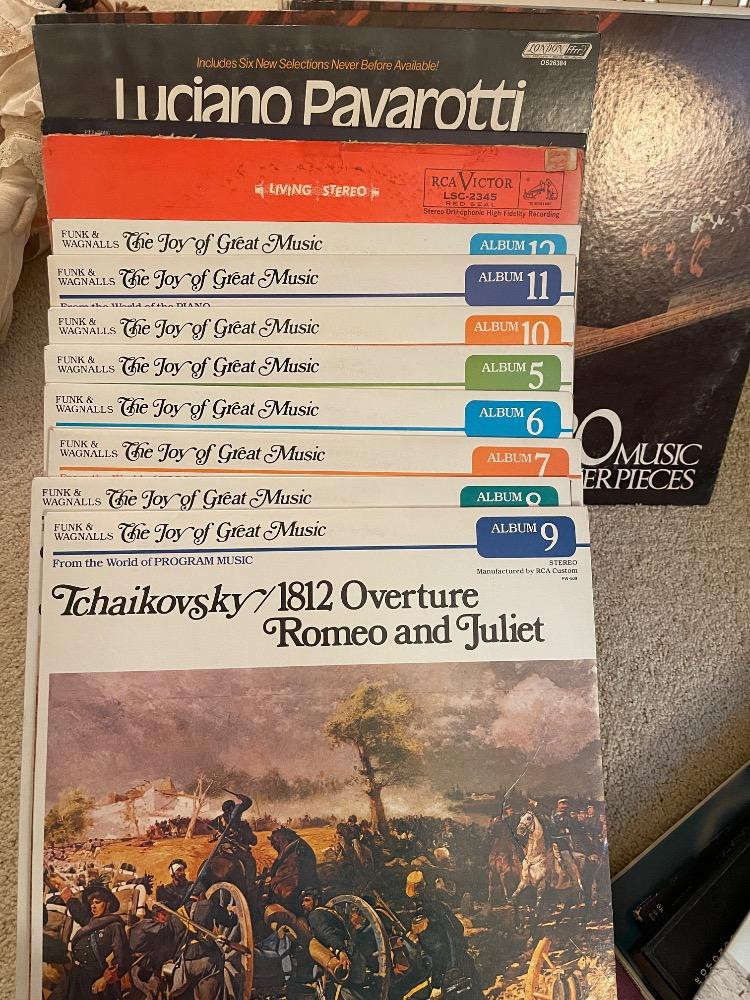 Includes Six New Selections Never Before Available!
LONDON ffrr
OS26384
Luciano Pavarotti
LIVING STEREO
RCA VICTOR
LSC-2345
RED SEAL
Stereo-Orthophonic High Fidelity Recording
FUNK &
WAGNALLS The Joy of Great Music ALBUM 12
FUNK &
WAGNALLS The Joy of Great Music ALBUM 11
From the World of the PIANO
FUNK &
WAGNALLS The Joy of Great Music ALBUM 10
FUNK &
WAGNALLS The Joy of Great Music ALBUM 5
FUNK &
WAGNALLS The Joy of Great Music ALBUM 6
FUNK &
WAGNALLS The Joy of Great Music ALBUM 7
FUNK &
WAGNALLS The Joy of Great Music ALBUM 8
FUNK &
WAGNALLS The Joy of Great Music ALBUM 9
From the World of PROGRAM MUSIC
STEREO
Manufactured by RCA Custom
Tchaikovsky/1812 Overture
Romeo and Juliet
MUSIC